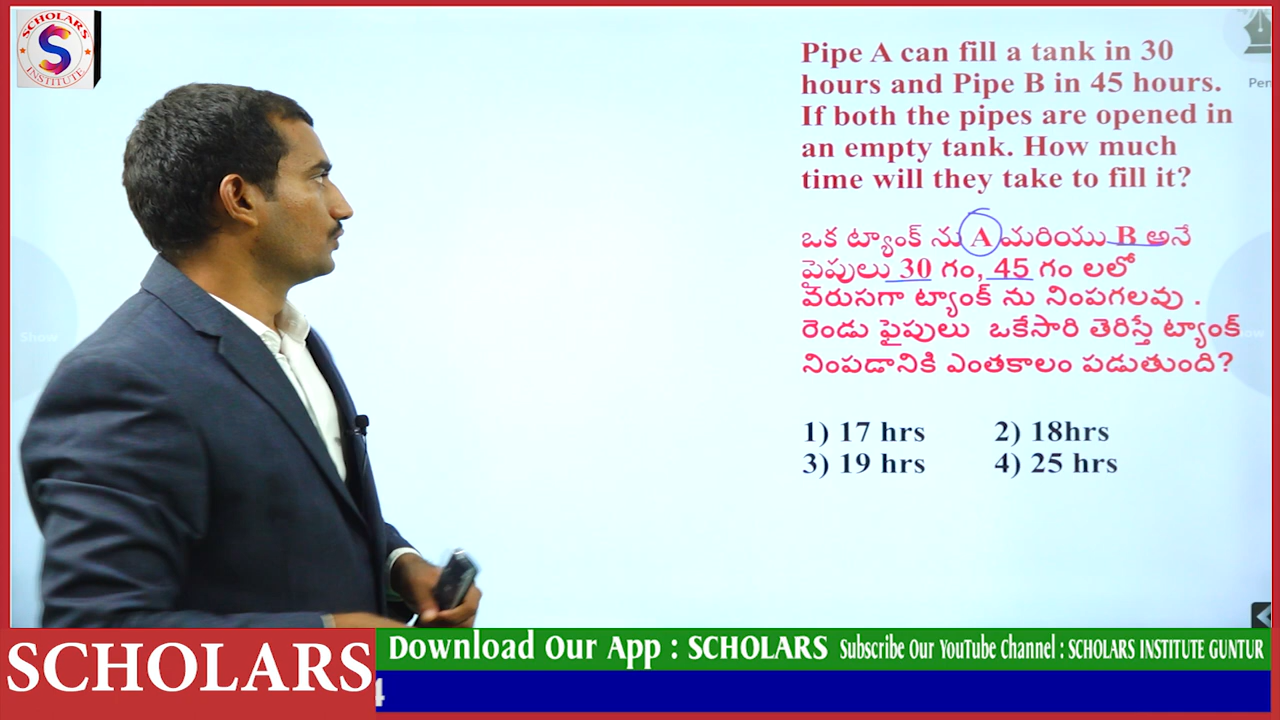 SCHOLARS
S
INSTITUTE
Pipe A can fill a tank in 30
hours and Pipe B in 45 hours.
If both the pipes are opened in
an empty tank. How much
time will they take to fill it?
ఒక ట్యాంక్ ను A మరియు B అనే
పైపులు 30 గం, 45 గం లలో
వరుసగా ట్యాంక్ ను నింపగలవు .
రెండు ఫైపులు ఒకేసారి తెరిస్తే ట్యాంక్
నింపడానికి ఎంతకాలం పడుతుంది?
1) 17 hrs 2) 18hrs
3) 19 hrs 4) 25 hrs
Pen
Show
SCHOLARS
Download Our App : SCHOLARS Subscribe Our YouTube Channel : SCHOLARS INSTITUTE GUNTUR
4